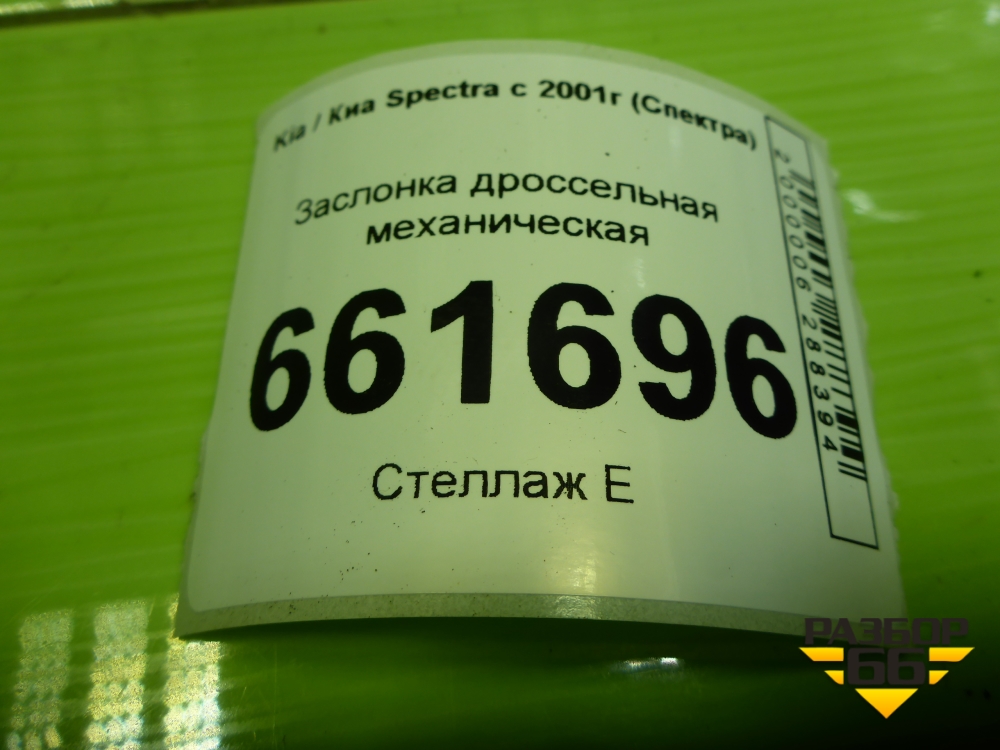 Kia / Киа Spectra с 2001г (Спектра)
Заслонка дроссельная
механическая
661696
Стеллаж Е
2000006288394
РАЗБОР
66